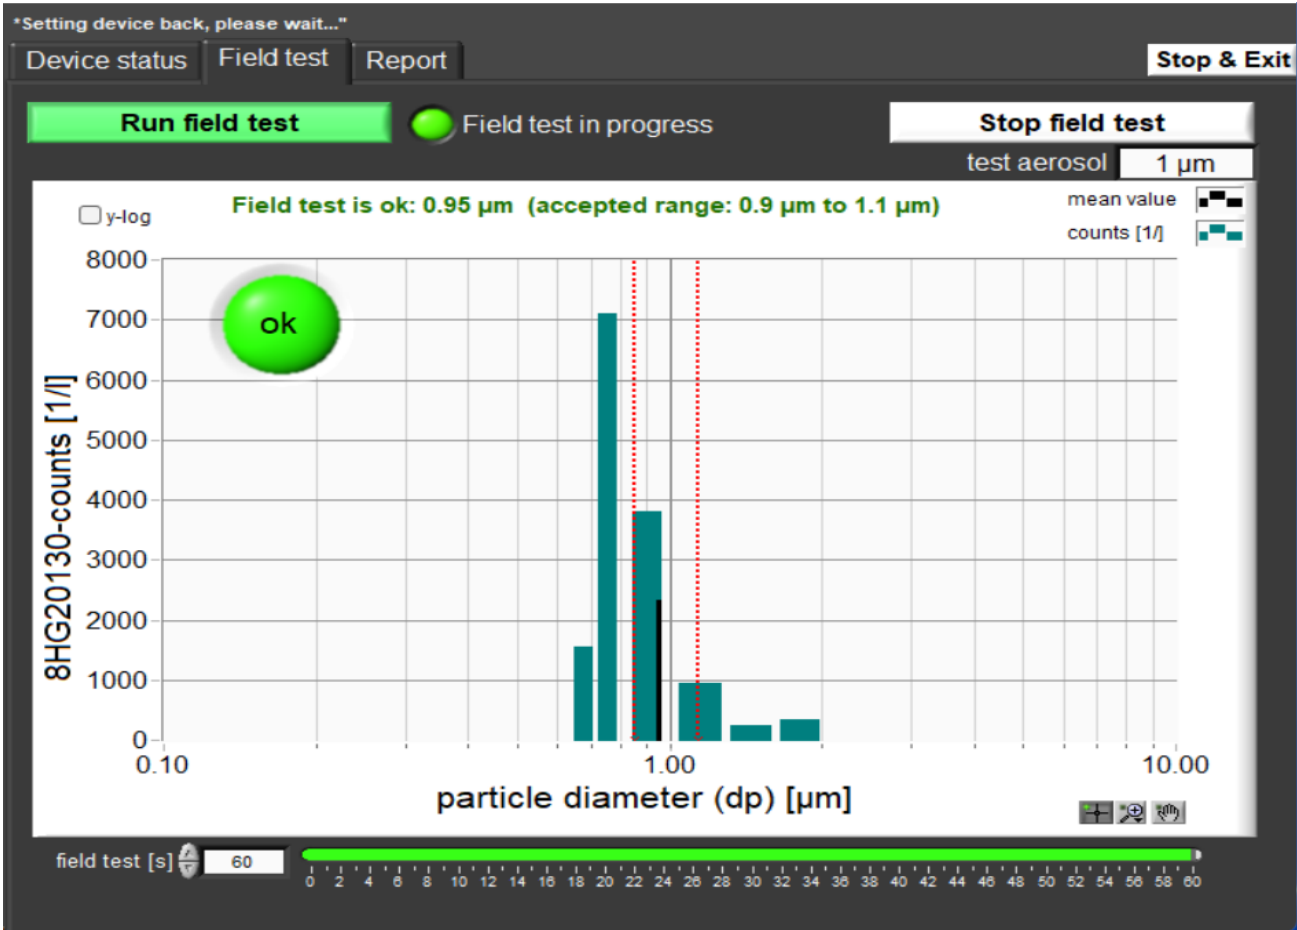 "Setting device back, please wait..."
Device status Field test Report
Stop & Exit
Run field test Field test in progress Stop field test
test aerosol 1 µm
y-log Field test is ok: 0.95 µm (accepted range: 0.9 µm to 1.1 µm) mean value
counts [1/]
ok
8HG20130-counts [1/l]
8000
7000
6000
5000
4000
3000
2000
1000
0
0.10 1.00 10.00
particle diameter (dp) [µm]
field test [s] 60
0 2 4 6 8 10 12 14 16 18 20 22 24 26 28 30 32 34 36 38 40 42 44 46 48 50 52 54 56 58 60